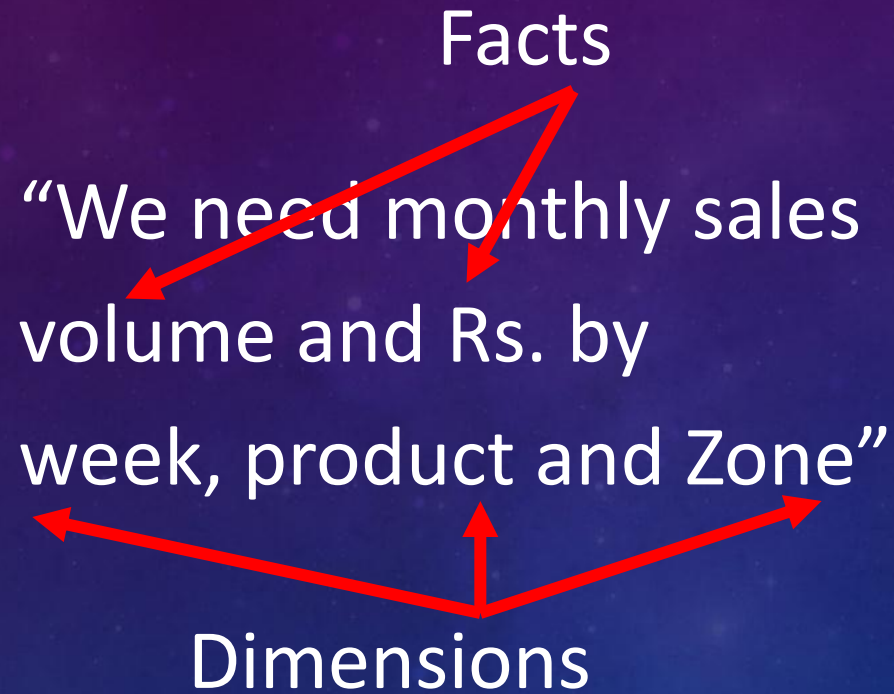 Facts
“We need monthly sales
volume and Rs. by
week, product and Zone”
Dimensions